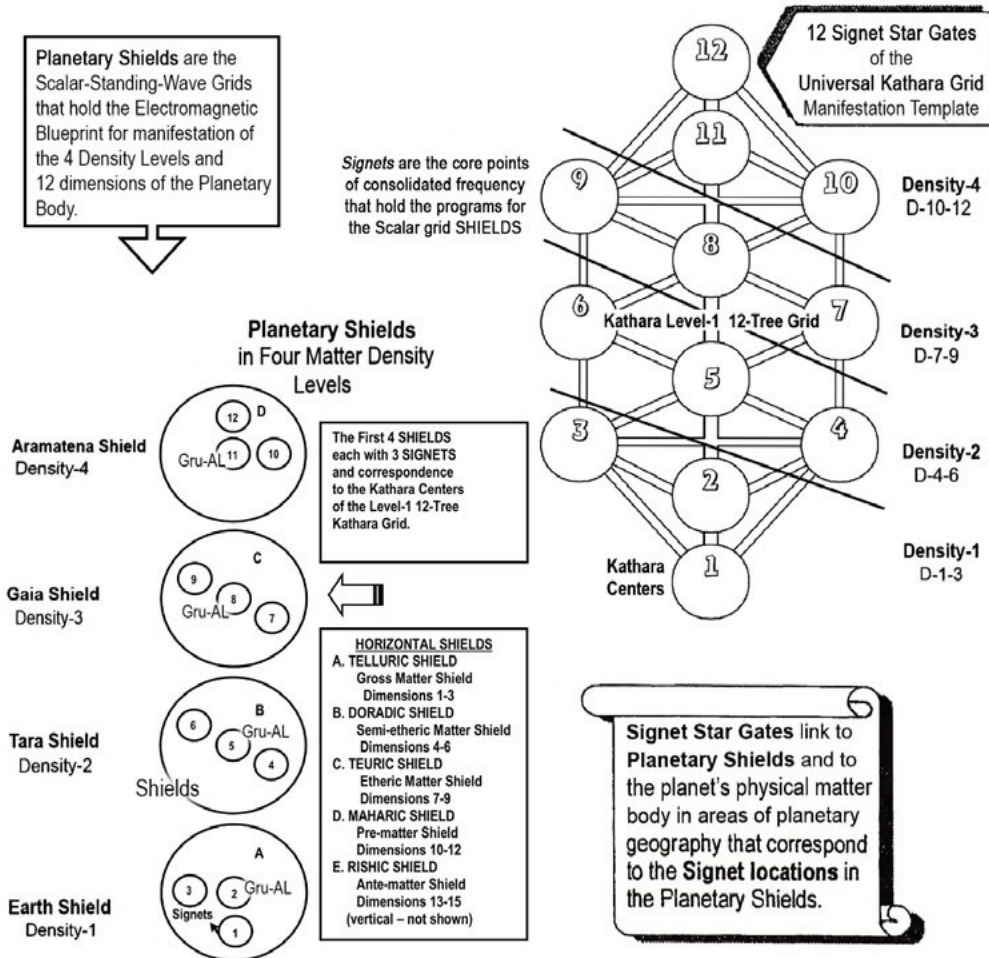 Planetary Shields are the
Scalar-Standing-Wave Grids
that hold the Electromagnetic
Blueprint for manifestation of
the 4 Density Levels and
12 dimensions of the Planetary
Body.
12 Signet Star Gates
of the
Universal Kathara Grid
Manifestation Template
Signets are the core points
of consolidated frequency
that hold the programs for
the Scalar grid SHIELDS
12
11
9
10
8
6
7
Kathara Level-1 12-Tree Grid
5
3
4
2
1
Density-4
D-10-12
Density-3
D-7-9
Density-2
D-4-6
Density-1
D-1-3
Kathara
Centers
Planetary Shields
in Four Matter Density
Levels
Aramatena Shield
Density-4
12
D
Gru-AL
11
10
Gaia Shield
Density-3
C
9
Gru-AL
8
7
Tara Shield
Density-2
B
6
Gru-AL
5
4
Shields
Earth Shield
Density-1
A
3
2
Gru-AL
Signets
1
The First 4 SHIELDS
each with 3 SIGNETS
and correspondence
to the Kathara Centers
of the Level-1 12-Tree
Kathara Grid.
HORIZONTAL SHIELDS
A. TELLURIC SHIELD
Gross Matter Shield
Dimensions 1-3
B. DORADIC SHIELD
Semi-etheric Matter Shield
Dimensions 4-6
C. TEURIC SHIELD
Etheric Matter Shield
Dimensions 7-9
D. MAHARIC SHIELD
Pre-matter Shield
Dimensions 10-12
E. RISHIC SHIELD
Ante-matter Shield
Dimensions 13-15
(vertical – not shown)
Signet Star Gates link to
Planetary Shields and to
the planet's physical matter
body in areas of planetary
geography that correspond
to the Signet locations in
the Planetary Shields.